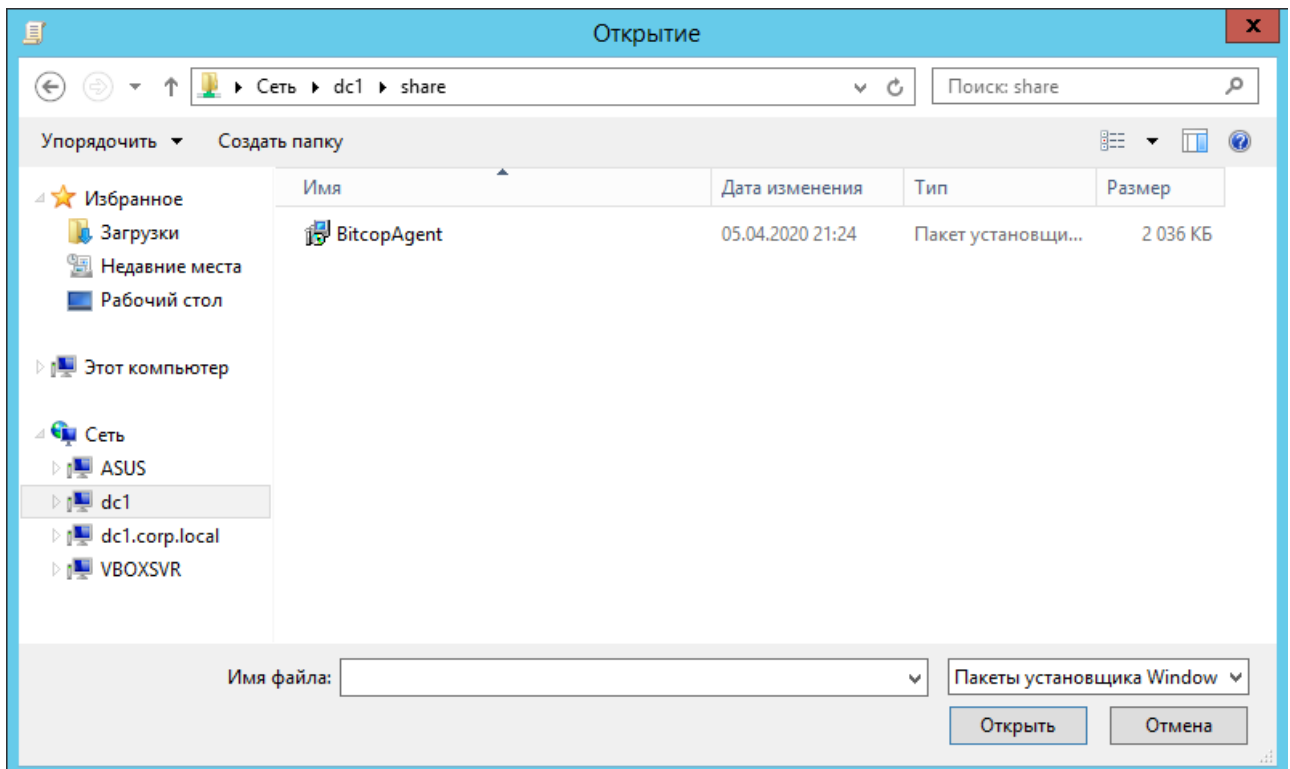 Открытие
x
Сеть dc1 share
Поиск: share
Упорядочить Создать папку
Имя Дата изменения Тип Размер
BitcopAgent 05.04.2020 21:24 Пакет установщи... 2 036 КБ
Избранное
Загрузки
Недавние места
Рабочий стол
Этот компьютер
Сеть
ASUS
dc1
dc1.corp.local
VBOXSVR
Имя файла:
Пакеты установщика Window
Открыть Отмена